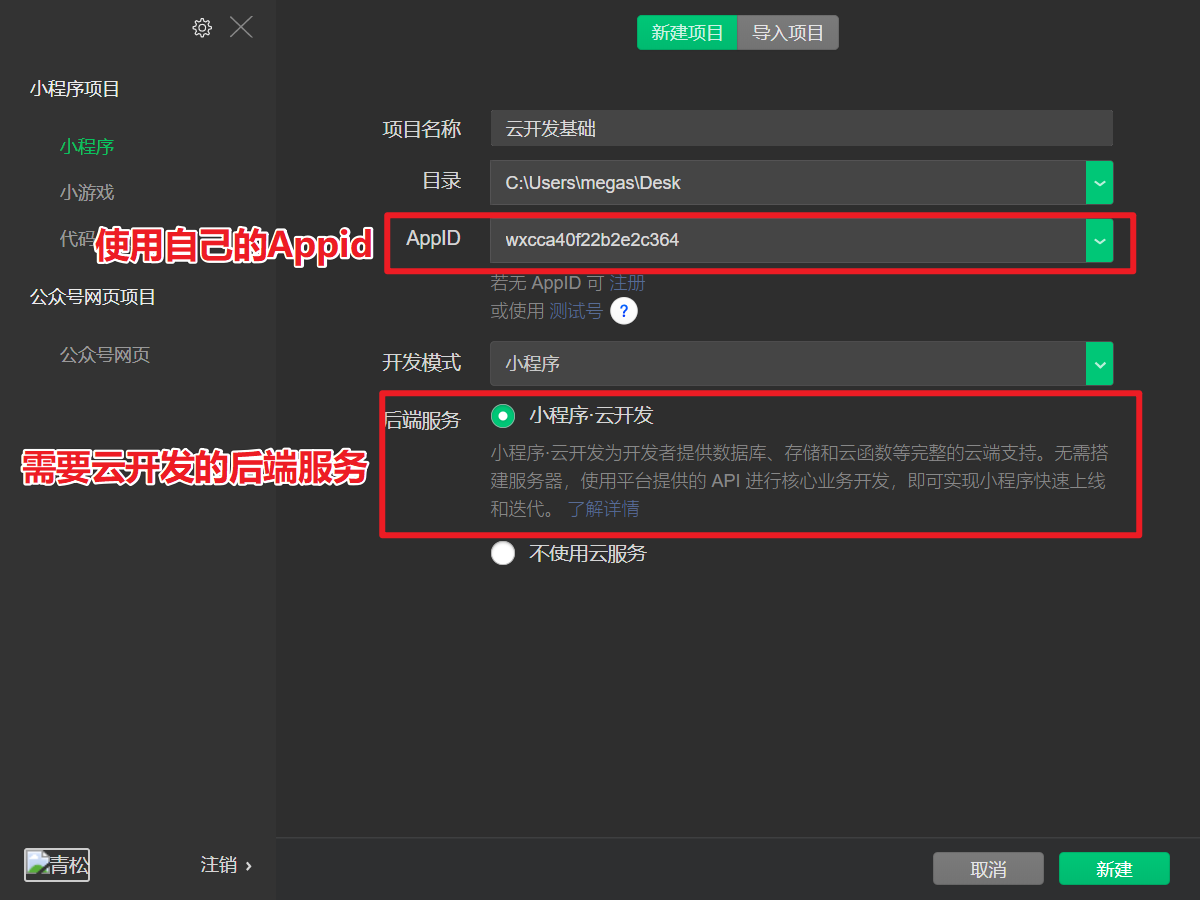 小程序项目
小程序
小游戏
代码
公众号网页项目
公众号网页
使用自己的Appid
需要云开发的后端服务
青松
注销 ›
新建项目
导入项目
项目名称
云开发基础
目录
C:\Users\megas\Desk
AppID
wxcca40f22b2e2c364
若无 AppID 可 注册
或使用 测试号 ?
开发模式
小程序
后端服务
小程序·云开发
小程序·云开发为开发者提供数据库、存储和云函数等完整的云端支持。无需搭
建服务器，使用平台提供的 API 进行核心业务开发，即可实现小程序快速上线
和迭代。 了解详情
不使用云服务
取消
新建